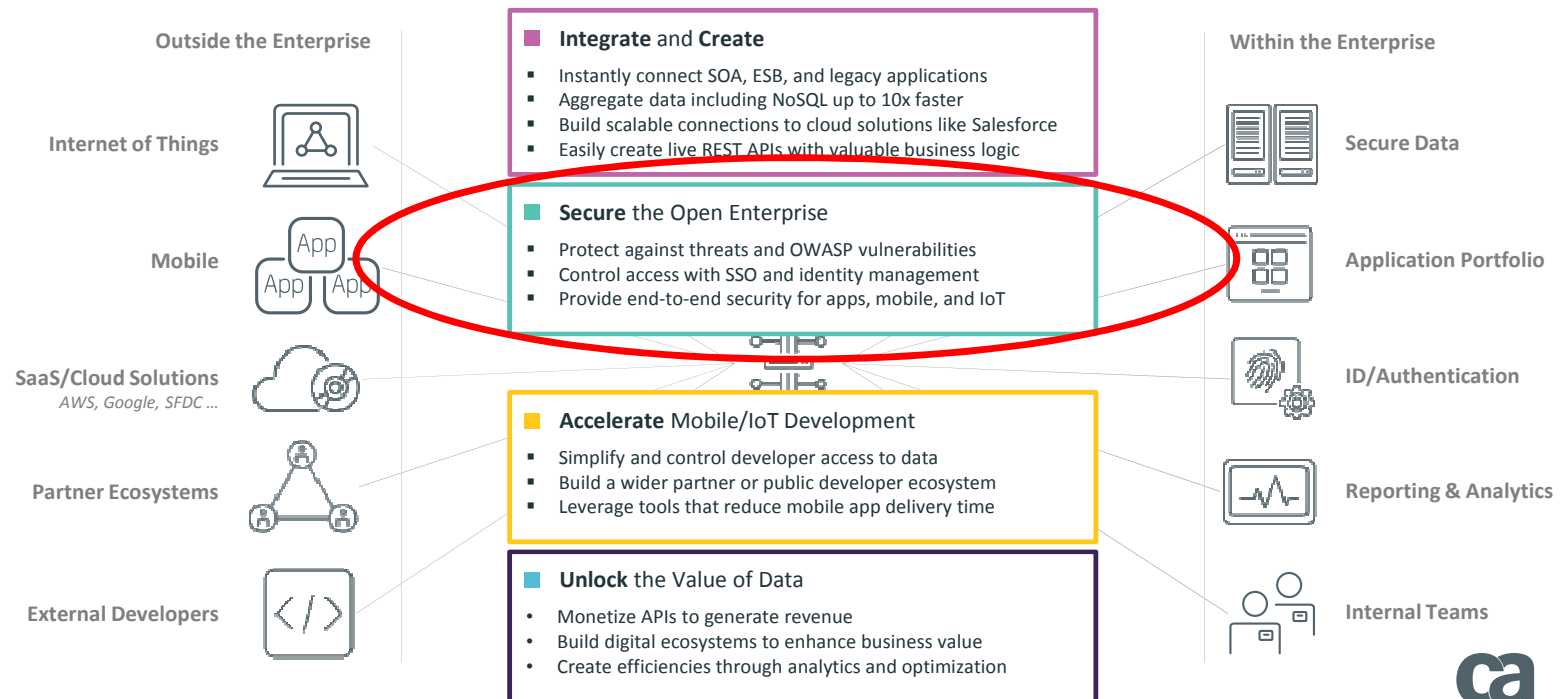 Outside the Enterprise
Internet of Things
Mobile
App
App
App
SaaS/Cloud Solutions
AWS, Google, SFDC …
Partner Ecosystems
External Developers
</>
Integrate and Create
Instantly connect SOA, ESB, and legacy applications
Aggregate data including NoSQL up to 10x faster
Build scalable connections to cloud solutions like Salesforce
Easily create live REST APIs with valuable business logic
Secure the Open Enterprise
Protect against threats and OWASP vulnerabilities
Control access with SSO and identity management
Provide end-to-end security for apps, mobile, and IoT
Accelerate Mobile/IoT Development
Simplify and control developer access to data
Build a wider partner or public developer ecosystem
Leverage tools that reduce mobile app delivery time
Unlock the Value of Data
Monetize APIs to generate revenue
Build digital ecosystems to enhance business value
Create efficiencies through analytics and optimization
Within the Enterprise
Secure Data
Application Portfolio
ID/Authentication
Reporting & Analytics
Internal Teams
ca